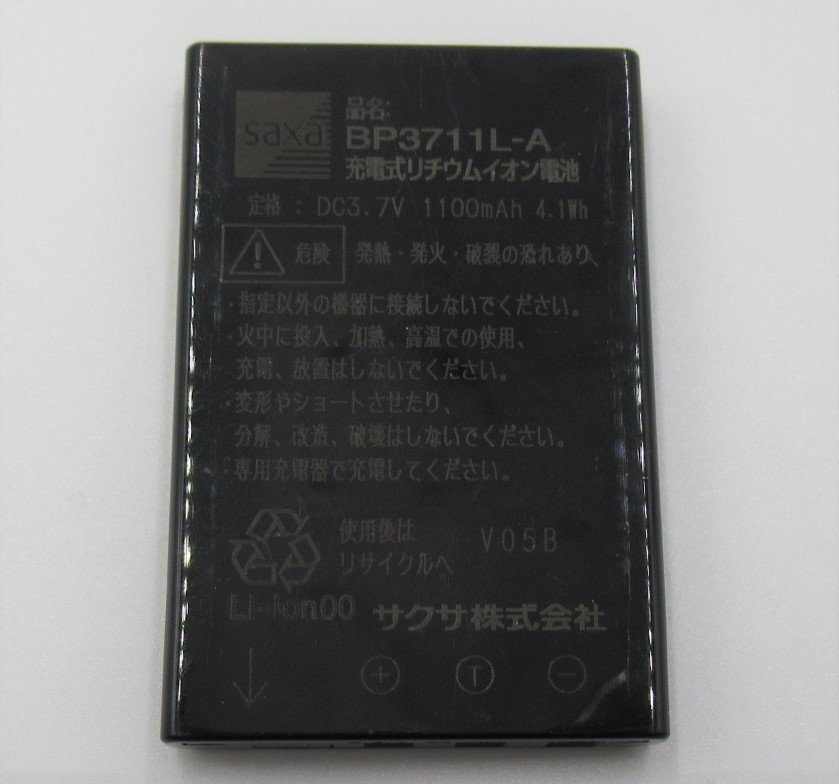 saxa
品名:
BP3711L-A
充電式リチウムイオン電池
定格 : DC3.7V 1100mAh 4.1Wh
危険 発熱・発火・破裂の恐れあり、
・指定以外の機器に接続しないでください。
・火中に投入、加熱、高温での使用、
充電、放置はしないでください。
・変形やショートさせたり、
分解、改造、破壊はしないでください。
・専用充電器で充電してください。
使用後は
リサイクルへ
V05B
Li-ion00 サクサ株式会社
+ T −